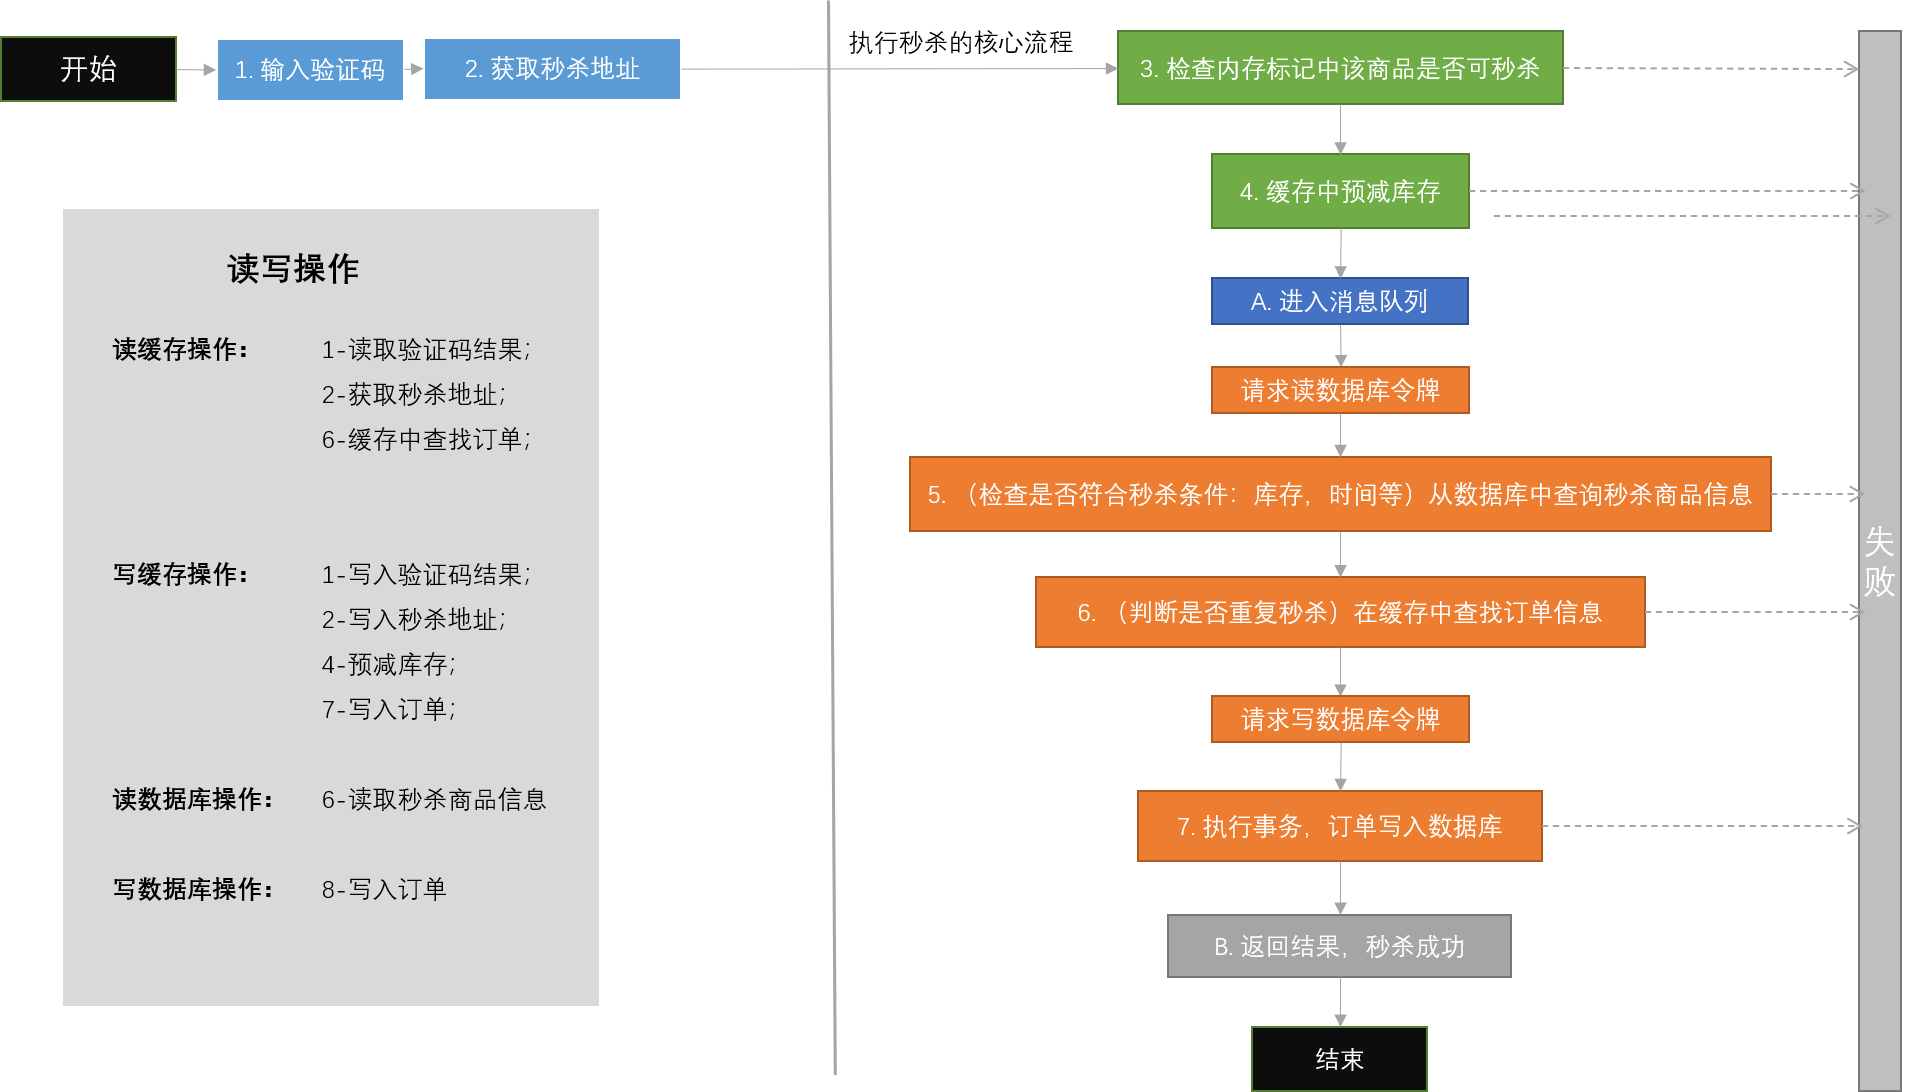 开始
1. 输入验证码
2. 获取秒杀地址
执行秒杀的核心流程
3. 检查内存标记中该商品是否可秒杀
4. 缓存中预减库存
A. 进入消息队列
请求读数据库令牌
5. （检查是否符合秒杀条件：库存，时间等）从数据库中查询秒杀商品信息
6. （判断是否重复秒杀）在缓存中查找订单信息
请求写数据库令牌
7. 执行事务，订单写入数据库
B. 返回结果，秒杀成功
结束
失
败
读写操作
读缓存操作： 1-读取验证码结果；
2-获取秒杀地址；
6-缓存中查找订单；
写缓存操作： 1-写入验证码结果；
2-写入秒杀地址；
4-预减库存；
7-写入订单；
读数据库操作： 6-读取秒杀商品信息
写数据库操作： 8-写入订单